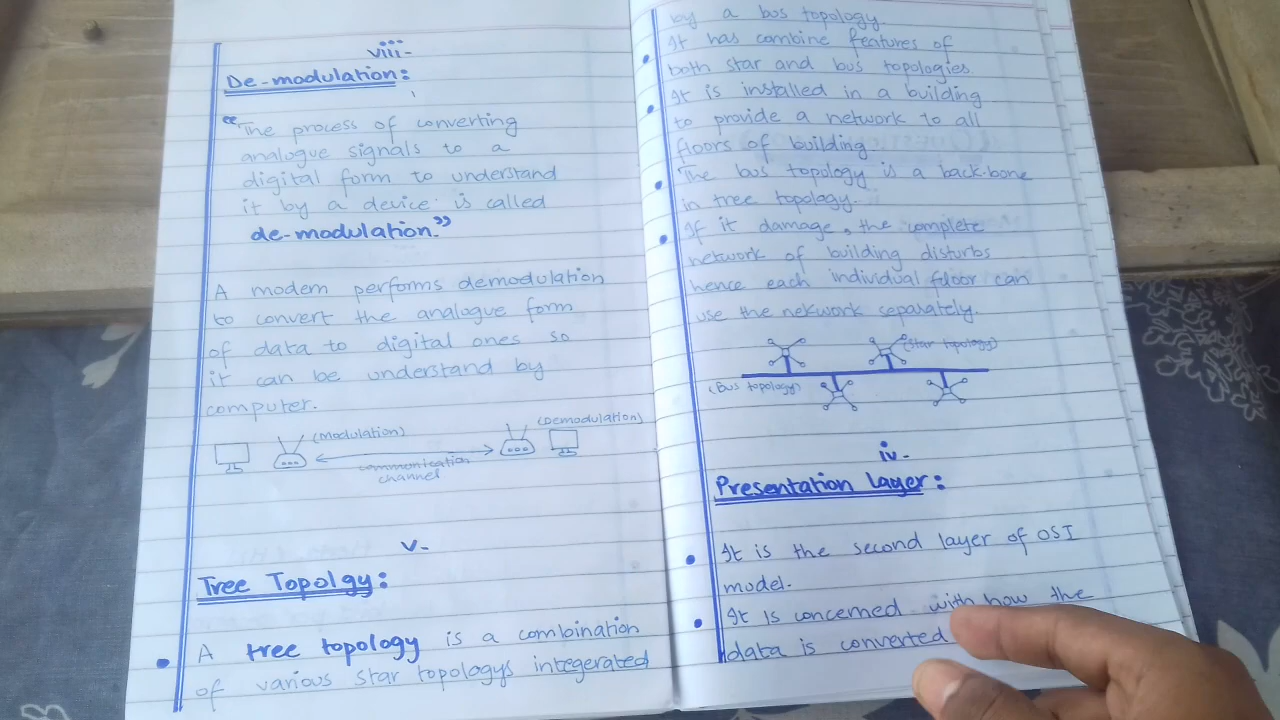 viii-
De-modulation:
"The process of converting
analogue signals to a
digital form to understand
it by a device is called
de-modulation."
A modem performs demodulation
to convert the analogue form
of data to digital ones so
it can be understand by
computer.
(Modulation)
(Demodulation)
communication
channel
v-
Tree Topolgy:
A tree topology is a combination
of various star topologys integerated
by a bus topology.
It has combine features of
both star and bus topologies.
It is installed in a building
to provide a network to all
floors of building.
The bus topology is a back-bone
in tree topology.
If it damage, the complete
network of building disturbs
hence each individual floor can
use the network separately.
(Star topology)
(Bus topology)
iv-
Presentation Layer:
It is the second layer of OSI
model.
It is concerned with how the
data is converted